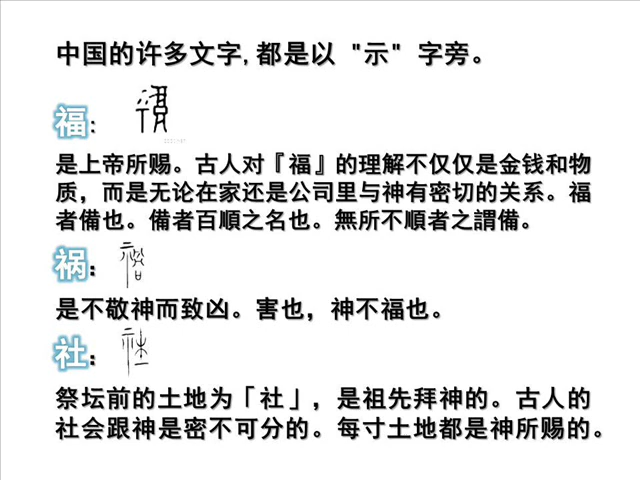 中国的许多文字,都是以 "示" 字旁。
福:
是上帝所赐。古人对『福』的理解不仅仅是金钱和物
质，而是无论在家还是公司里与神有密切的关系。福
者備也。備者百順之名也。無所不順者之謂備。
祸:
是不敬神而致凶。害也，神不福也。
社:
祭坛前的土地为「社」，是祖先拜神的。古人的
社会跟神是密不可分的。每寸土地都是神所赐的。